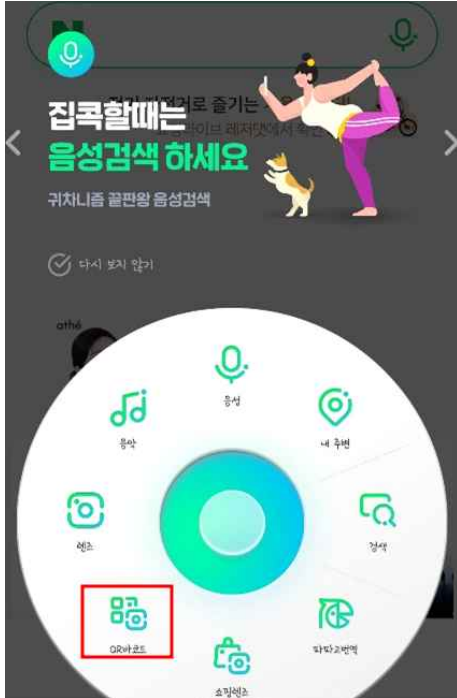 집콕할때는
음성검색 하세요
귀차니즘 끝판왕 음성검색
다시 보지 않기
athé
음성
음악
내 주변
렌즈
검색
QR바코드
파파고번역
쇼핑렌즈